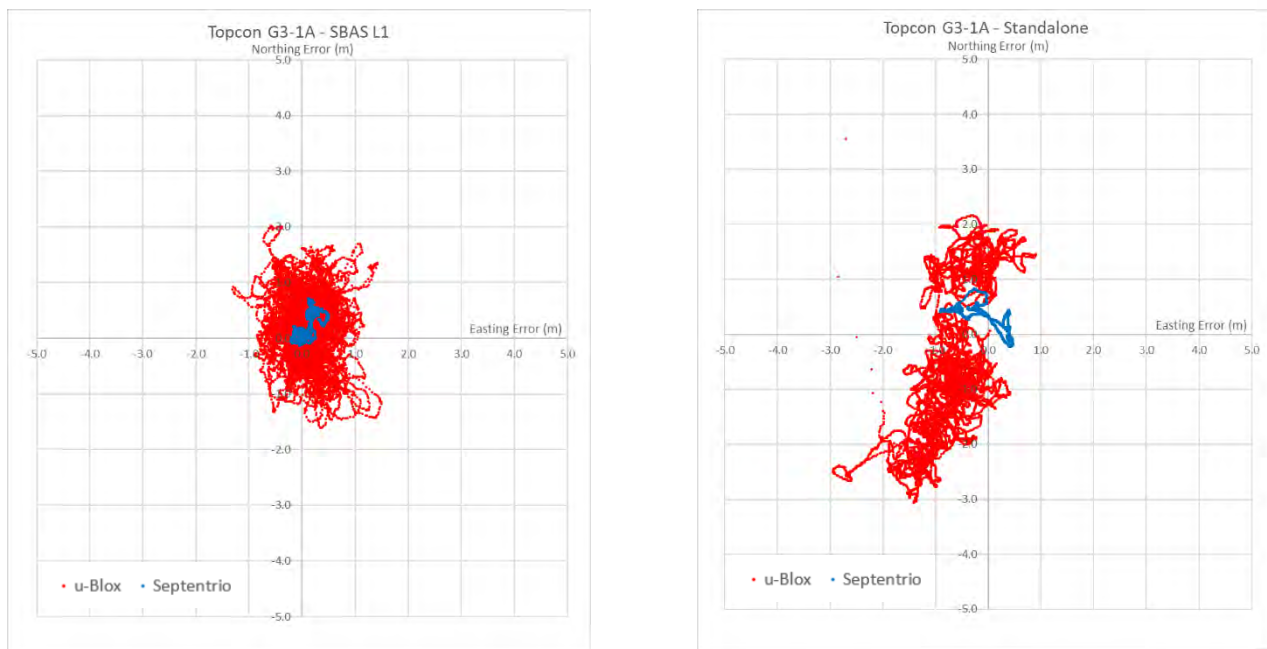 Topcon G3-1A - SBAS L1
Northing Error (m)
5.0
4.0
3.0
2.0
Easting Error (m)
-5.0 -4.0 -3.0 -2.0 -1.0 0.0 1.0 2.0 3.0 4.0 5.0
-2.0
-3.0
-4.0
-5.0
u-Blox Septentrio
Topcon G3-1A - Standalone
Northing Error (m)
5.0
4.0
3.0
2.0
Easting Error (m)
-5.0 -4.0 -3.0 -2.0 -1.0 0.0 1.0 2.0 3.0 4.0 5.0
-2.0
-3.0
-4.0
-5.0
u-Blox Septentrio